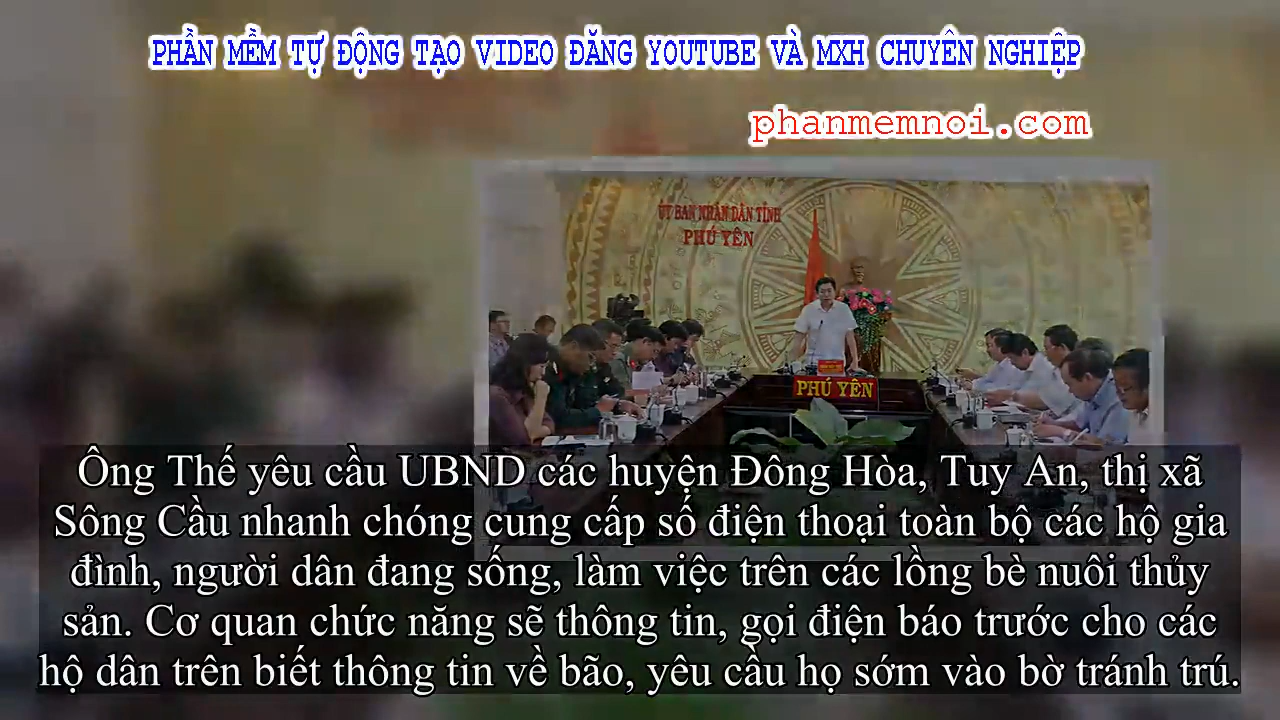 PHẦN MỀM TỰ ĐỘNG TẠO VIDEO ĐĂNG YOUTUBE VÀ MXH CHUYÊN NGHIỆP
phanmemnoi.com
ỦY BAN NHÂN DÂN TỈNH
PHÚ YÊN
PHÚ YÊN
Ông Thế yêu cầu UBND các huyện Đông Hòa, Tuy An, thị xã
Sông Cầu nhanh chóng cung cấp số điện thoại toàn bộ các hộ gia
đình, người dân đang sống, làm việc trên các lồng bè nuôi thủy
sản. Cơ quan chức năng sẽ thông tin, gọi điện báo trước cho các
hộ dân trên biết thông tin về bão, yêu cầu họ sớm vào bờ tránh trú.